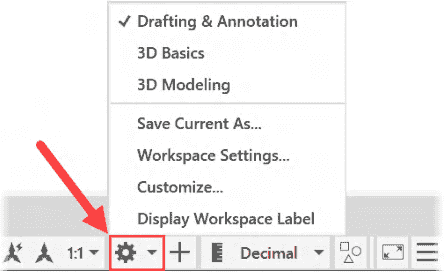 Drafting & Annotation
3D Basics
3D Modeling
Save Current As...
Workspace Settings...
Customize...
Display Workspace Label
1:1 Decimal